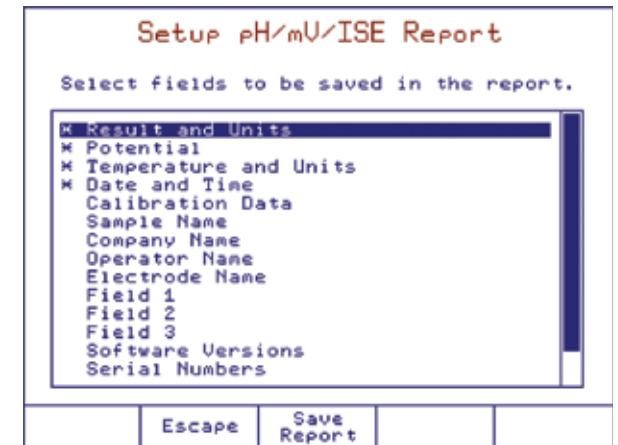 Setup pH/mV/ISE Report
Select fields to be saved in the report.
* Result and Units
* Potential
* Temperature and Units
* Date and Time
Calibration Data
Sample Name
Company Name
Operator Name
Electrode Name
Field 1
Field 2
Field 3
Software Versions
Serial Numbers
Escape
Save
Report